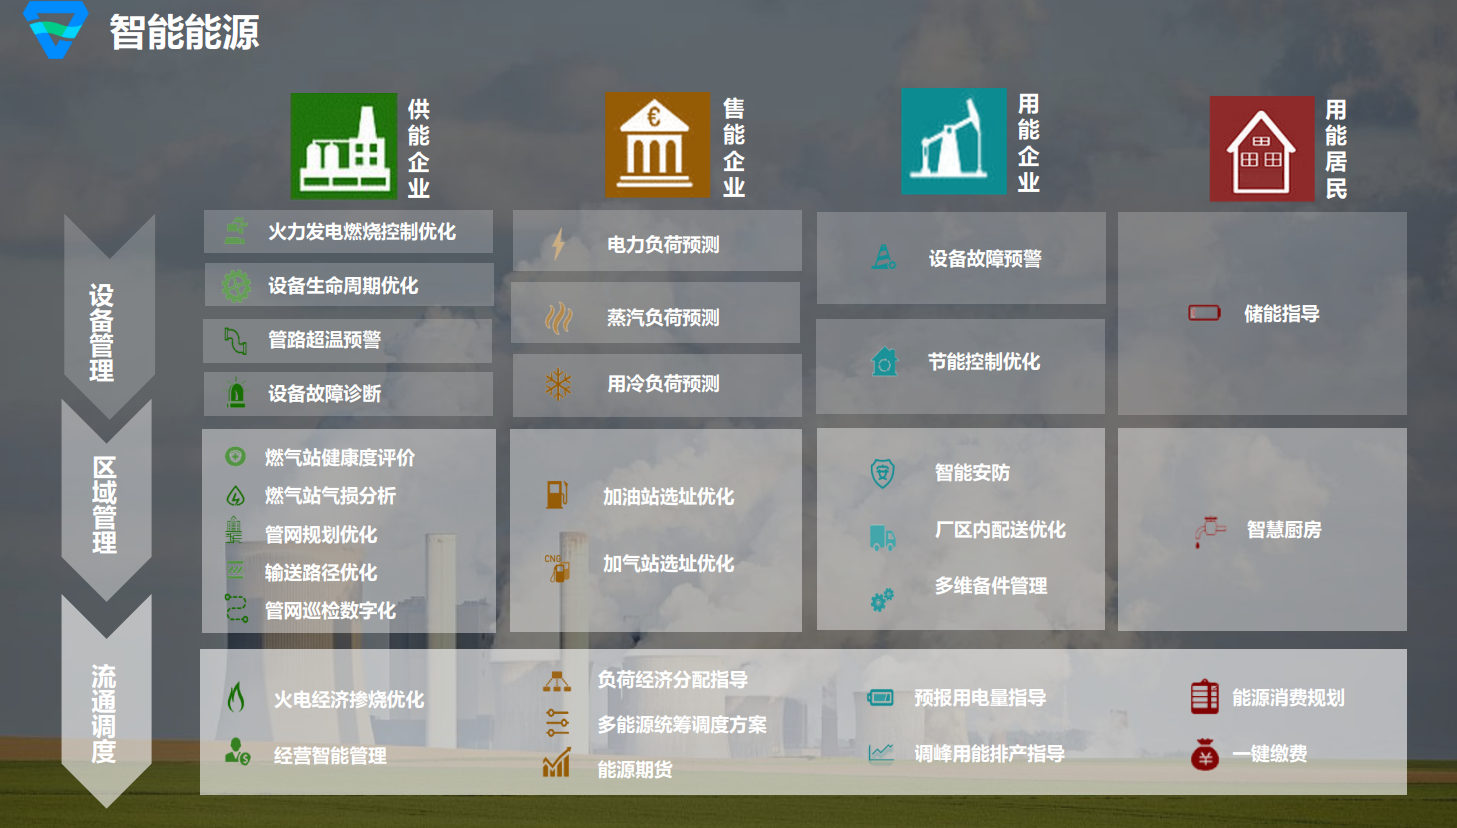 智能能源
供能企业
售能企业
用能企业
用能居民
设备管理
火力发电燃烧控制优化
设备生命周期优化
管路超温预警
设备故障诊断
电力负荷预测
蒸汽负荷预测
用冷负荷预测
设备故障预警
节能控制优化
储能指导
区域管理
燃气站健康度评价
燃气站气损分析
管网规划优化
输送路径优化
管网巡检数字化
加油站选址优化
CNG
加气站选址优化
智能安防
厂区内配送优化
多维备件管理
智慧厨房
流通调度
火电经济掺烧优化
经营智能管理
负荷经济分配指导
多能源统筹调度方案
能源期货
预报用电量指导
调峰用能排产指导
能源消费规划
一键缴费